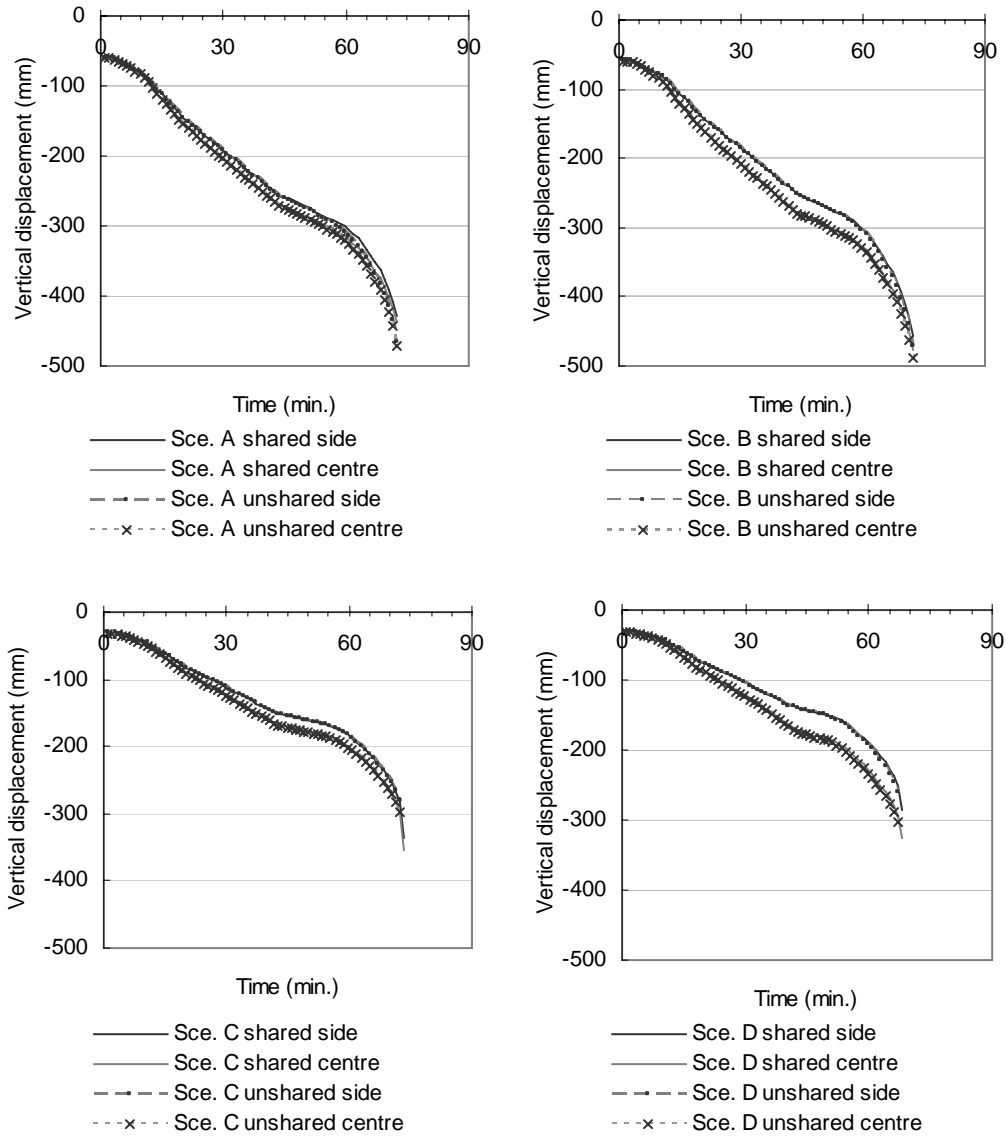 0
-100
-200
-300
-400
-500
0 30 60 90
Vertical displacement (mm)
Time (min.)
Sce. A shared side
Sce. A shared centre
Sce. A unshared side
Sce. A unshared centre
0
-100
-200
-300
-400
-500
0 30 60 90
Vertical displacement (mm)
Time (min.)
Sce. B shared side
Sce. B shared centre
Sce. B unshared side
Sce. B unshared centre
0
-100
-200
-300
-400
-500
0 30 60 90
Vertical displacement (mm)
Time (min.)
Sce. C shared side
Sce. C shared centre
Sce. C unshared side
Sce. C unshared centre
0
-100
-200
-300
-400
-500
0 30 60 90
Vertical displacement (mm)
Time (min.)
Sce. D shared side
Sce. D shared centre
Sce. D unshared side
Sce. D unshared centre